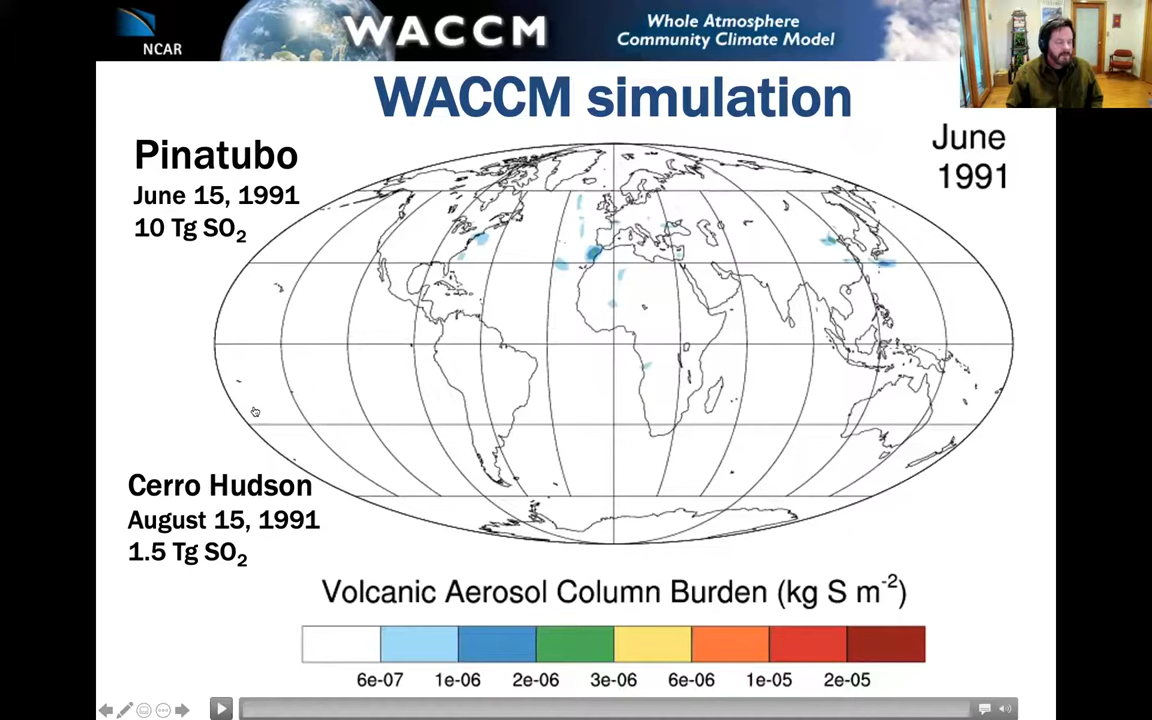 NCAR
WACCM
Whole Atmosphere
Community Climate Model
WACCM simulation
Pinatubo
June 15, 1991
10 Tg SO₂
June
1991
Cerro Hudson
August 15, 1991
1.5 Tg SO₂
Volcanic Aerosol Column Burden (kg S m⁻²)
6e-07 1e-06 2e-06 3e-06 6e-06 1e-05 2e-05